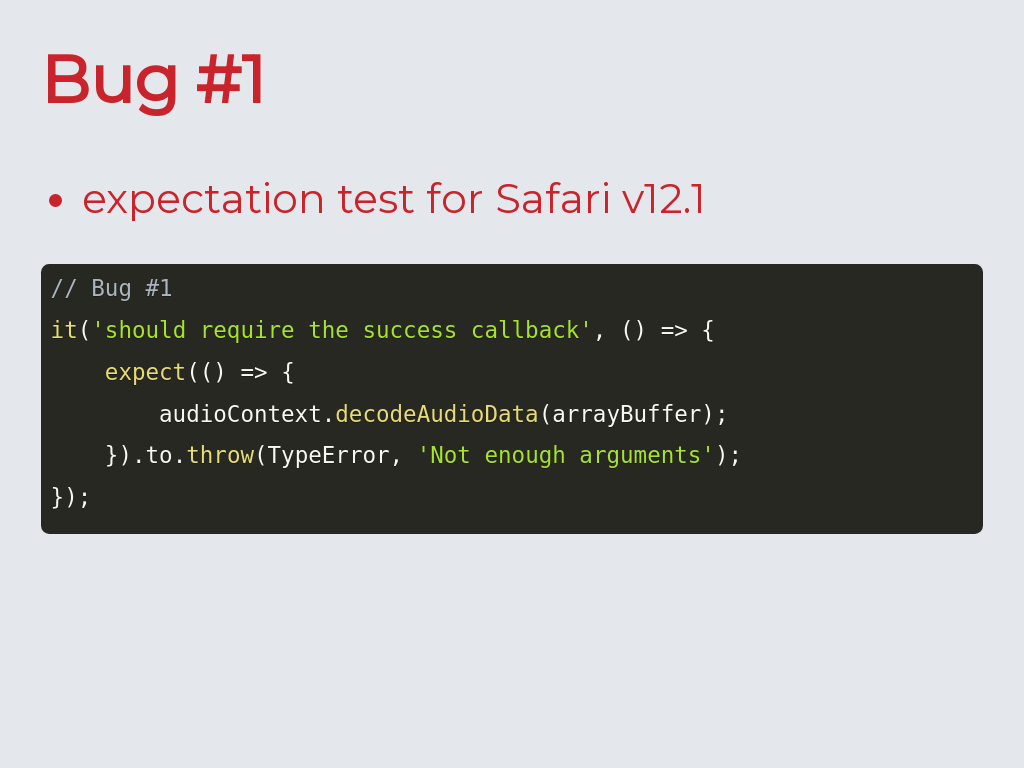 Bug #1
• expectation test for Safari v12.1
// Bug #1
it('should require the success callback', () => {
    expect(() => {
        audioContext.decodeAudioData(arrayBuffer);
    }).to.throw(TypeError, 'Not enough arguments');
});